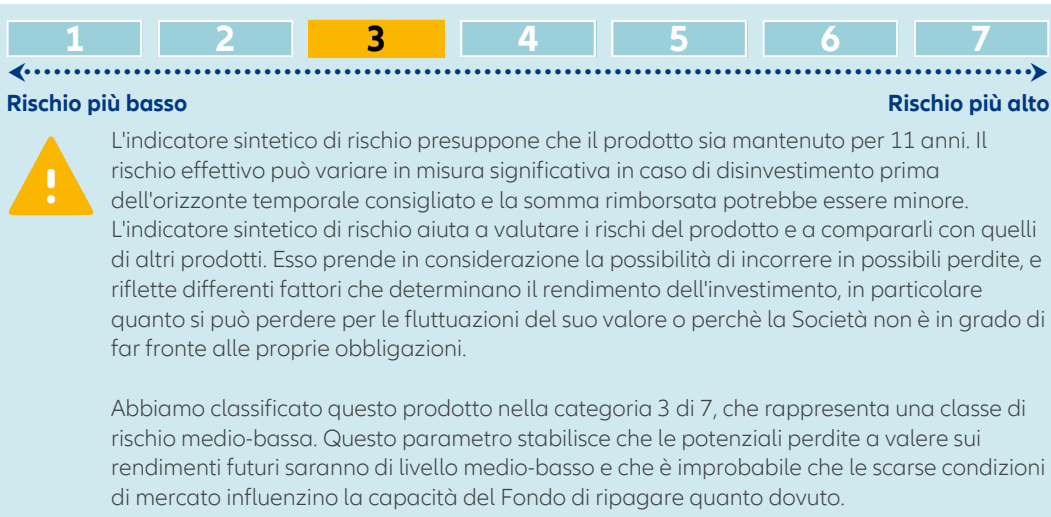 1 2 3 4 5 6 7
Rischio più basso Rischio più alto
L'indicatore sintetico di rischio presuppone che il prodotto sia mantenuto per 11 anni. Il
rischio effettivo può variare in misura significativa in caso di disinvestimento prima
dell'orizzonte temporale consigliato e la somma rimborsata potrebbe essere minore.
L'indicatore sintetico di rischio aiuta a valutare i rischi del prodotto e a compararli con quelli
di altri prodotti. Esso prende in considerazione la possibilità di incorrere in possibili perdite, e
riflette differenti fattori che determinano il rendimento dell'investimento, in particolare
quanto si può perdere per le fluttuazioni del suo valore o perchè la Società non è in grado di
far fronte alle proprie obbligazioni.
Abbiamo classificato questo prodotto nella categoria 3 di 7, che rappresenta una classe di
rischio medio-bassa. Questo parametro stabilisce che le potenziali perdite a valere sui
rendimenti futuri saranno di livello medio-basso e che è improbabile che le scarse condizioni
di mercato influenzino la capacità del Fondo di ripagare quanto dovuto.